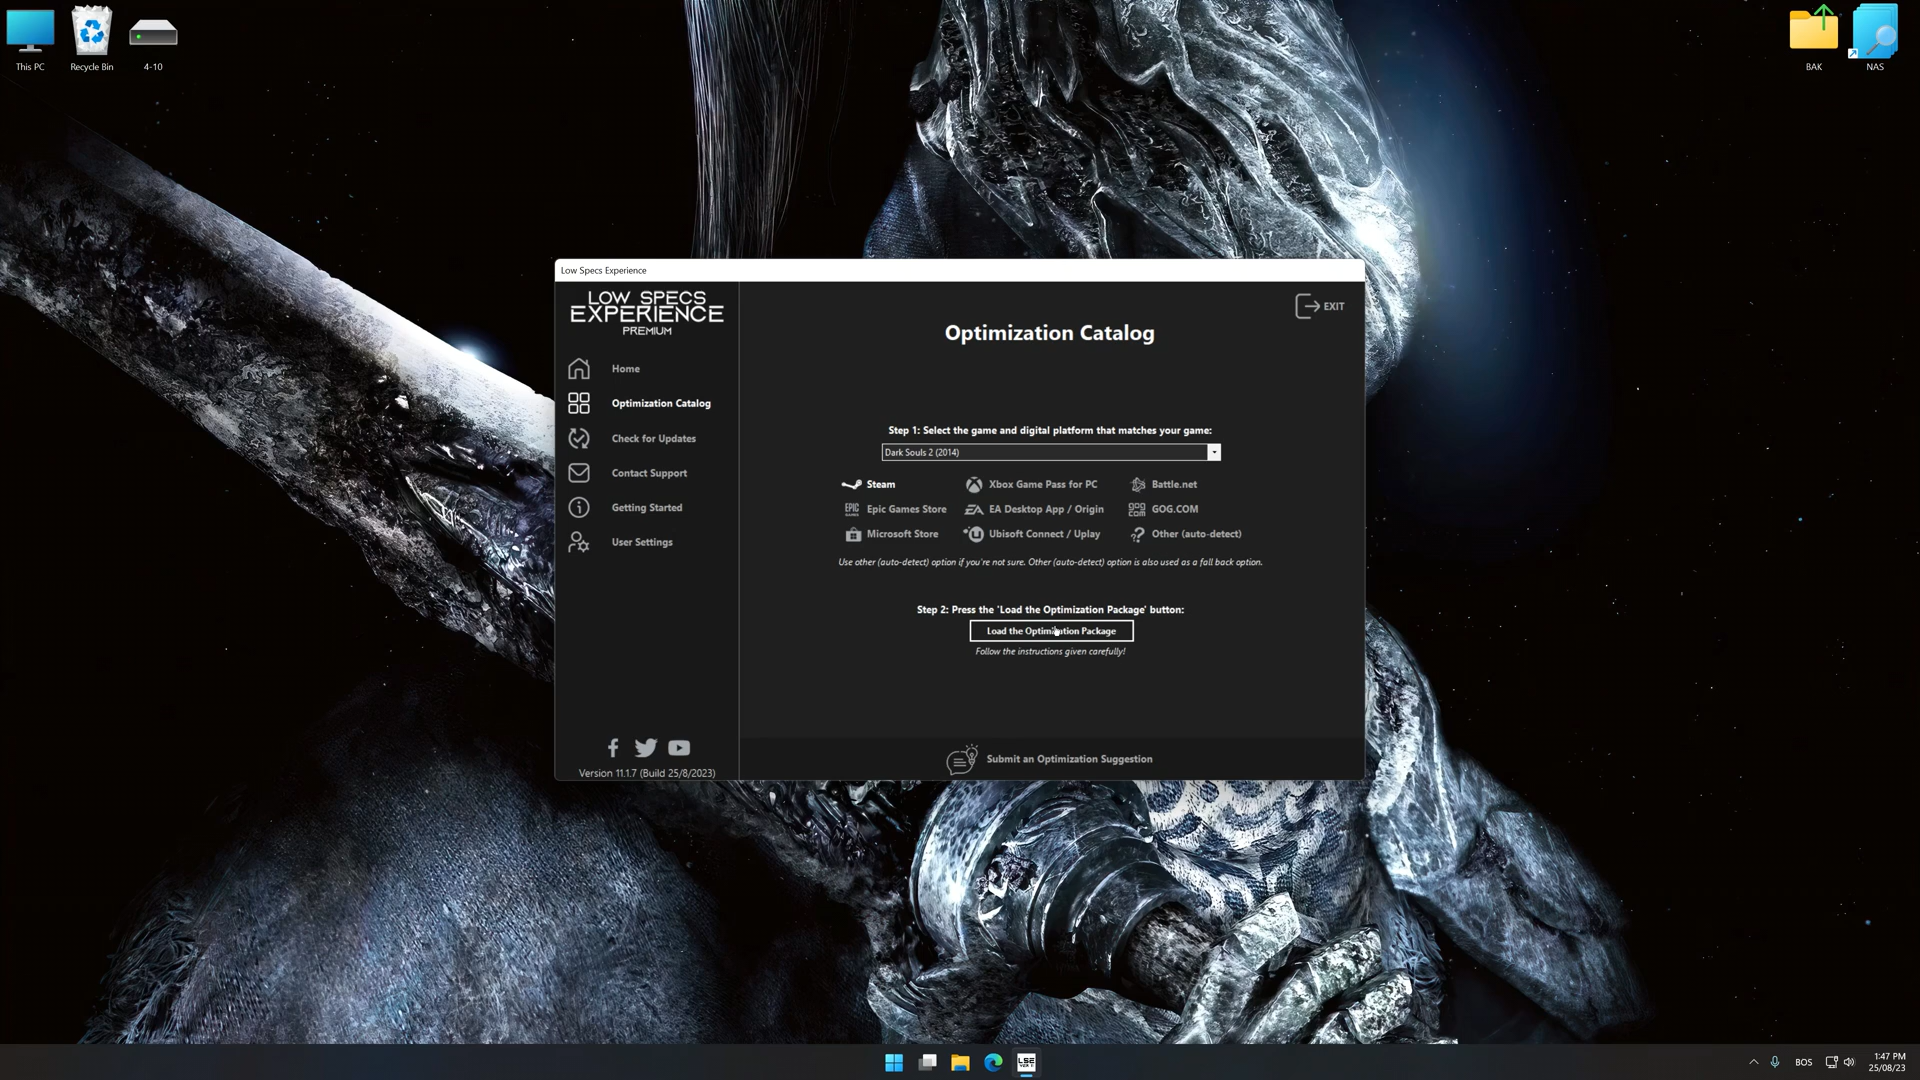 This PC
Recycle Bin
4-10
BAK
NAS
Low Specs Experience
LOW SPECS
EXPERIENCE
PREMIUM
EXIT
Optimization Catalog
Home
Optimization Catalog
Check for Updates
Contact Support
Getting Started
User Settings
Step 1: Select the game and digital platform that matches your game:
Dark Souls 2 (2014)
Steam
Xbox Game Pass for PC
Battle.net
EPIC GAMES
Epic Games Store
EA
EA Desktop App / Origin
GOG COM
GOG.COM
Microsoft Store
Ubisoft Connect / Uplay
Other (auto-detect)
Use other (auto-detect) option if you're not sure. Other (auto-detect) option is also used as a fall back option.
Step 2: Press the 'Load the Optimization Package' button:
Load the Optimization Package
Follow the instructions given carefully!
Submit an Optimization Suggestion
Version 11.1.7 (Build 25/8/2023)
LSE
BOS
1:47 PM
25/08/23